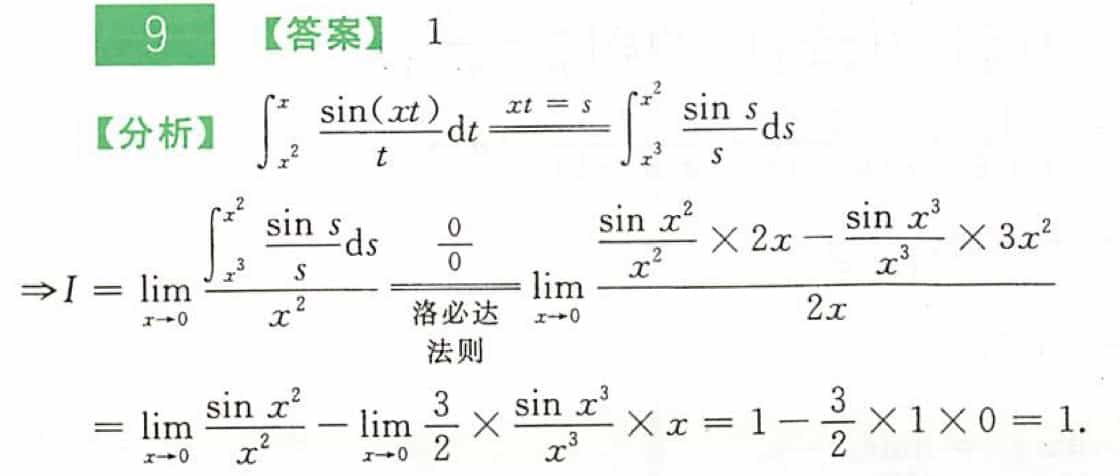 9 【答案】 1
【分析】 $\int_{x^2}^{x} \frac{\sin(xt)}{t} \mathrm{d}t \xlongequal{xt = s} \int_{x^3}^{x^2} \frac{\sin s}{s} \mathrm{d}s$
$\Rightarrow I = \lim_{x \to 0} \frac{\int_{x^3}^{x^2} \frac{\sin s}{s} \mathrm{d}s}{x^2} \xlongequal[\text{洛必达法则}]{\frac{0}{0}} \lim_{x \to 0} \frac{\frac{\sin x^2}{x^2} \times 2x - \frac{\sin x^3}{x^3} \times 3x^2}{2x}$
$= \lim_{x \to 0} \frac{\sin x^2}{x^2} - \lim_{x \to 0} \frac{3}{2} \times \frac{\sin x^3}{x^3} \times x = 1 - \frac{3}{2} \times 1 \times 0 = 1.$